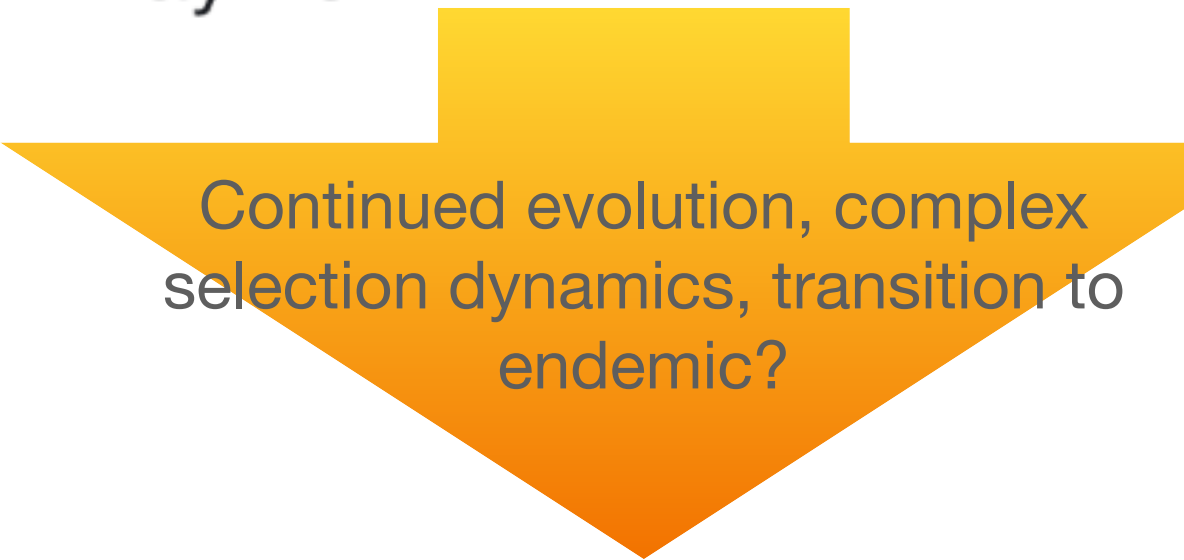 Continued evolution, complex
selection dynamics, transition to
endemic?